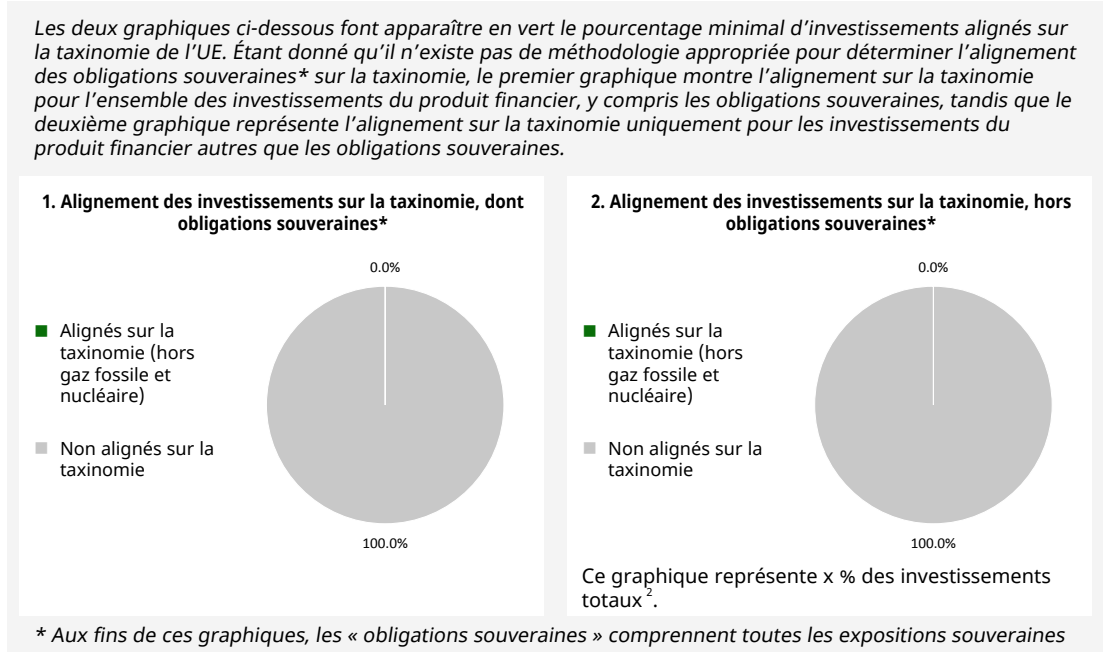 Les deux graphiques ci-dessous font apparaître en vert le pourcentage minimal d’investissements alignés sur
la taxinomie de l’UE. Étant donné qu’il n’existe pas de méthodologie appropriée pour déterminer l’alignement
des obligations souveraines* sur la taxinomie, le premier graphique montre l’alignement sur la taxinomie
pour l’ensemble des investissements du produit financier, y compris les obligations souveraines, tandis que le
deuxième graphique représente l’alignement sur la taxinomie uniquement pour les investissements du
produit financier autres que les obligations souveraines.
1. Alignement des investissements sur la taxinomie, dont
obligations souveraines*
0.0%
Alignés sur la
taxinomie (hors
gaz fossile et
nucléaire)
Non alignés sur la
taxinomie
100.0%
2. Alignement des investissements sur la taxinomie, hors
obligations souveraines*
0.0%
Alignés sur la
taxinomie (hors
gaz fossile et
nucléaire)
Non alignés sur la
taxinomie
100.0%
Ce graphique représente x % des investissements
totaux ².
* Aux fins de ces graphiques, les « obligations souveraines » comprennent toutes les expositions souveraines